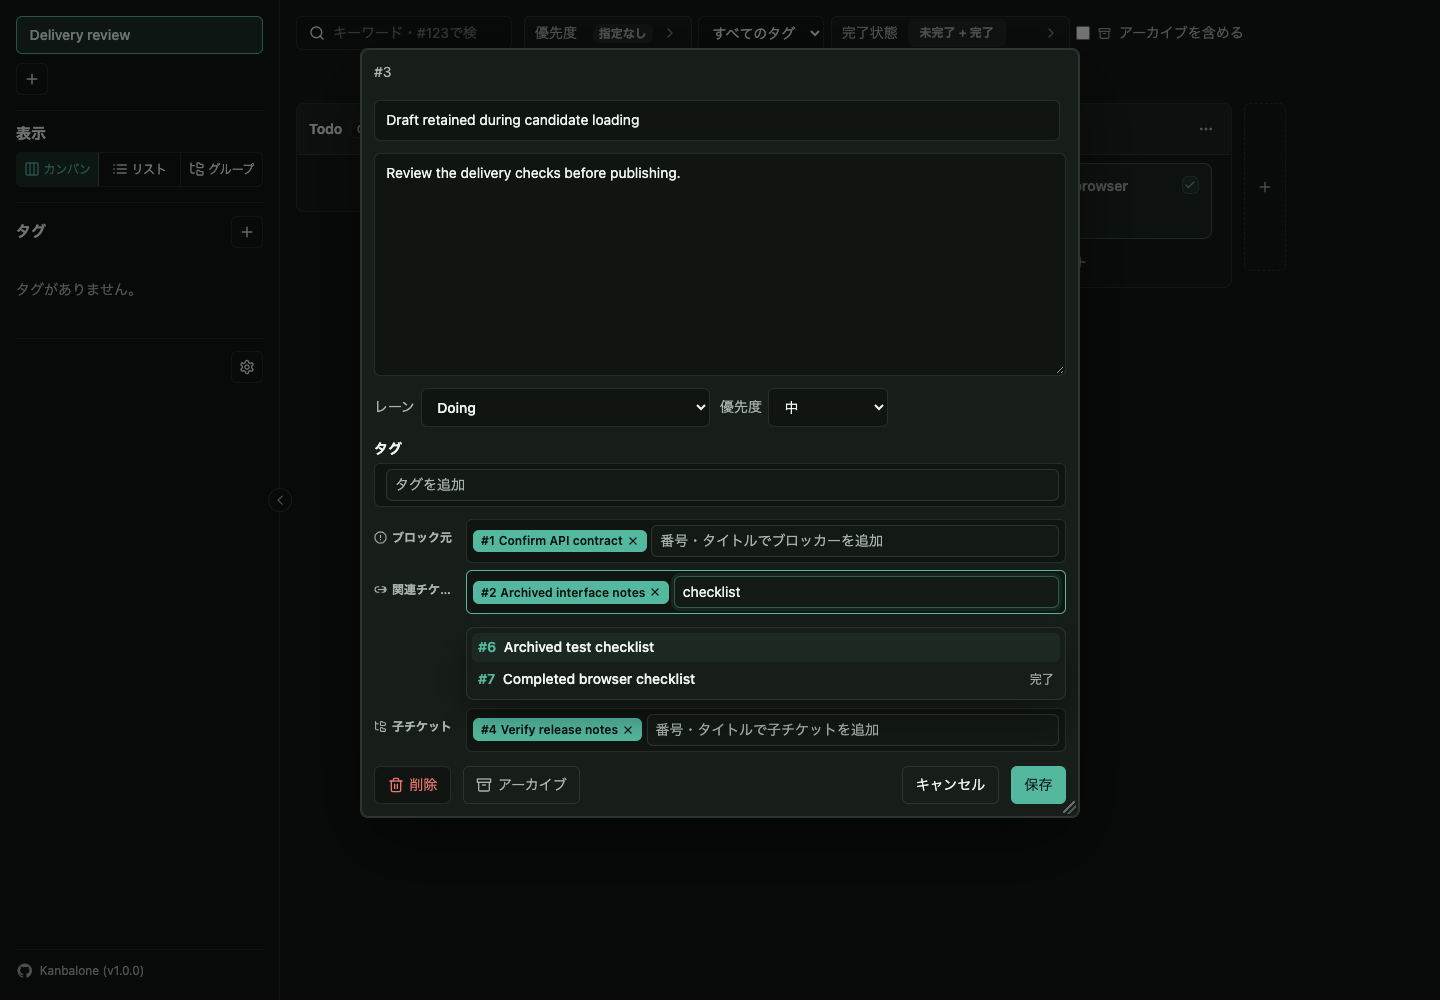 Delivery review
表示
カンバン
リスト
グループ
タグ
タグがありません。
Kanbalone (v1.0.0)
キーワード・#123で検
優先度 指定なし
すべてのタグ
完了状態 未完了 + 完了
アーカイブを含める
Todo
browser
#3
Draft retained during candidate loading
Review the delivery checks before publishing.
レーン Doing 優先度 中
タグ
タグを追加
ブロック元 #1 Confirm API contract × 番号・タイトルでブロッカーを追加
関連チケ... #2 Archived interface notes × checklist
#6 Archived test checklist
#7 Completed browser checklist 完了
子チケット #4 Verify release notes × 番号・タイトルで子チケットを追加
削除 アーカイブ キャンセル 保存